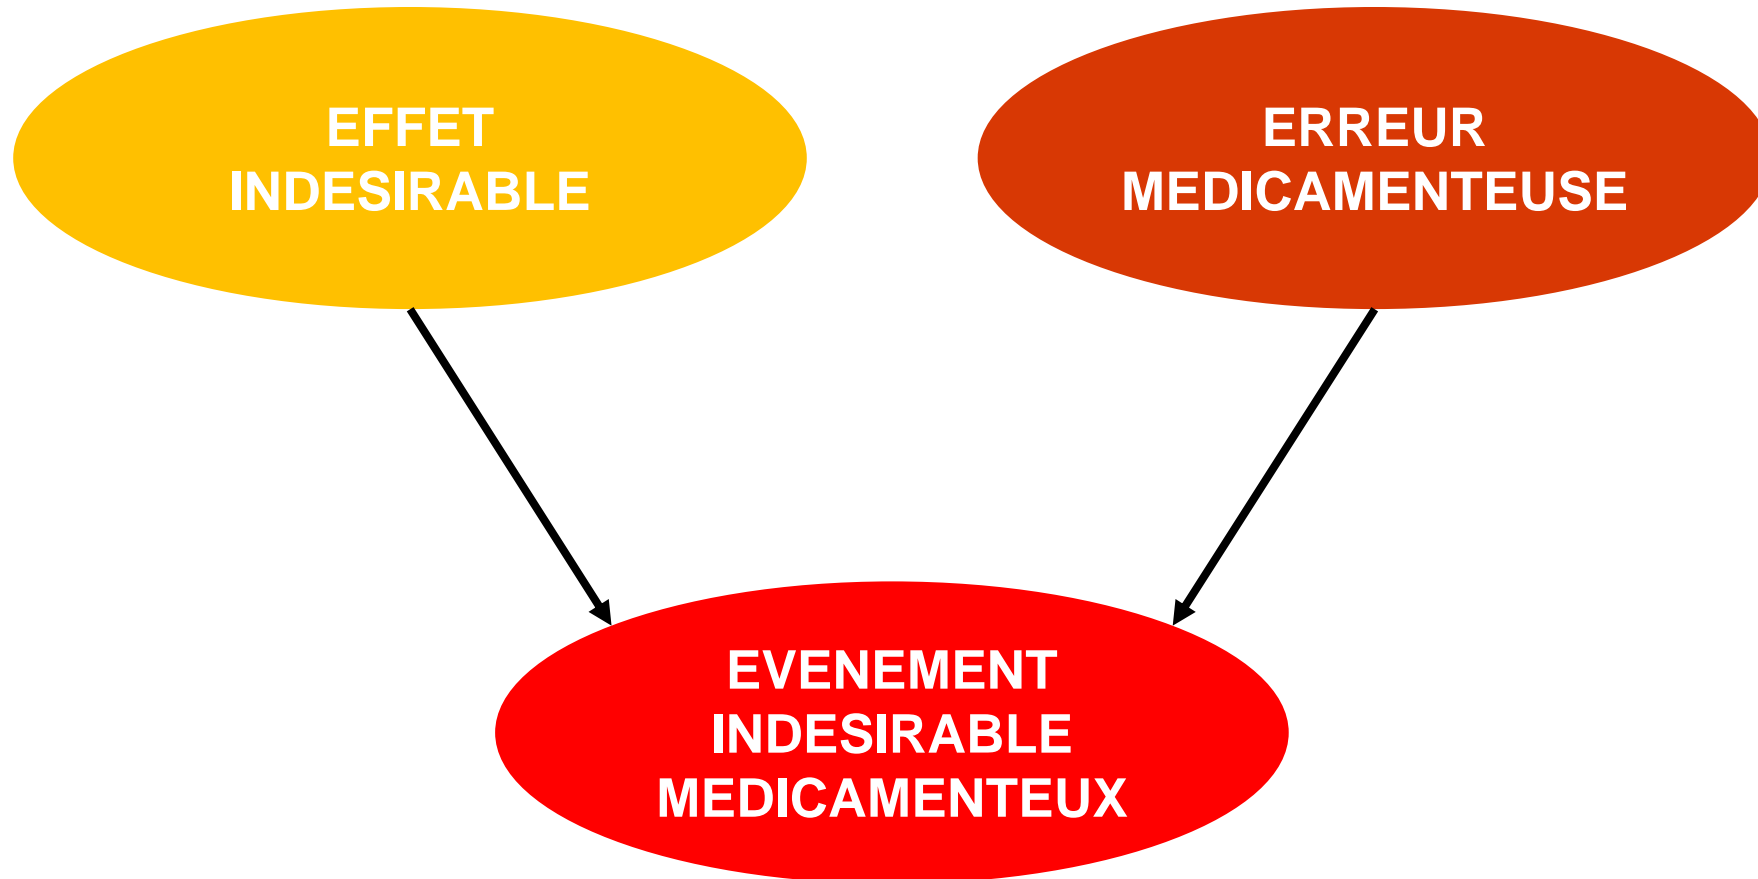 EFFET
INDESIRABLE
ERREUR
MEDICAMENTEUSE
EVENEMENT
INDESIRABLE
MEDICAMENTEUX